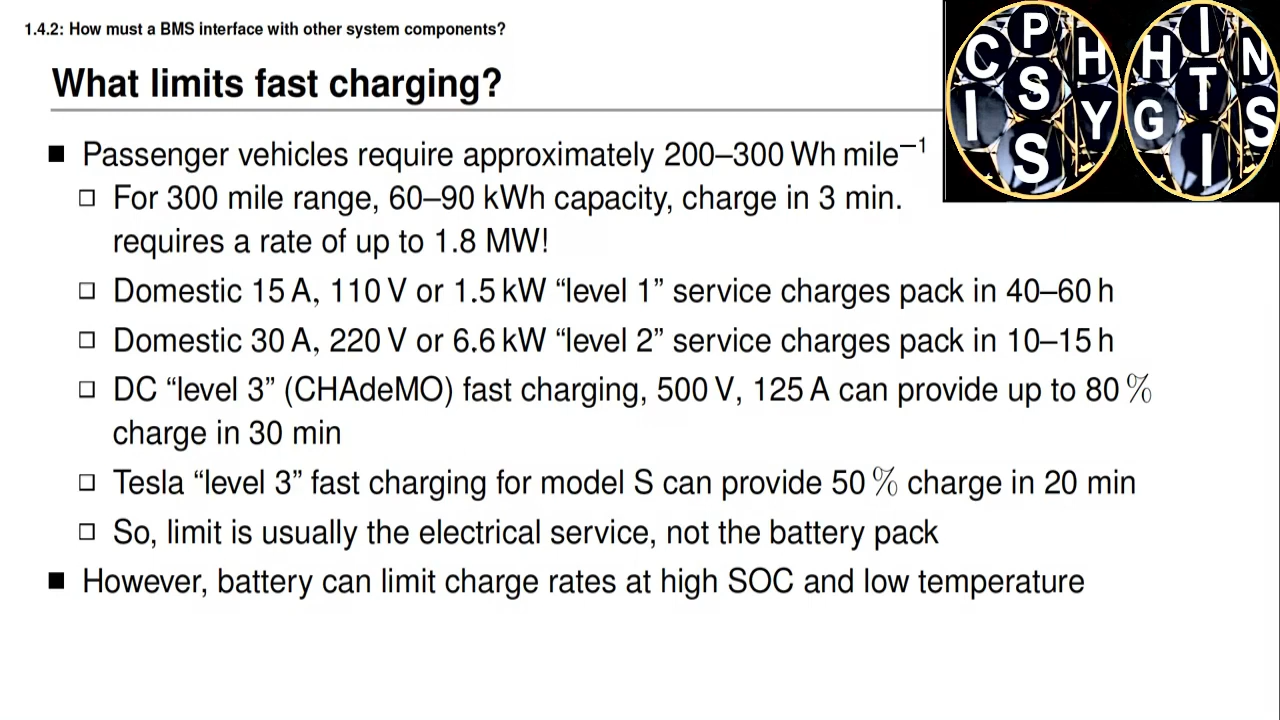 1.4.2: How must a BMS interface with other system components?
What limits fast charging?
■ Passenger vehicles require approximately 200–300 Wh mile⁻¹
□ For 300 mile range, 60–90 kWh capacity, charge in 3 min.
requires a rate of up to 1.8 MW!
□ Domestic 15 A, 110 V or 1.5 kW “level 1” service charges pack in 40–60 h
□ Domestic 30 A, 220 V or 6.6 kW “level 2” service charges pack in 10–15 h
□ DC “level 3” (CHAdeMO) fast charging, 500 V, 125 A can provide up to 80 %
charge in 30 min
□ Tesla “level 3” fast charging for model S can provide 50 % charge in 20 min
□ So, limit is usually the electrical service, not the battery pack
■ However, battery can limit charge rates at high SOC and low temperature
P I
C H H N
S T
I Y G S
S I